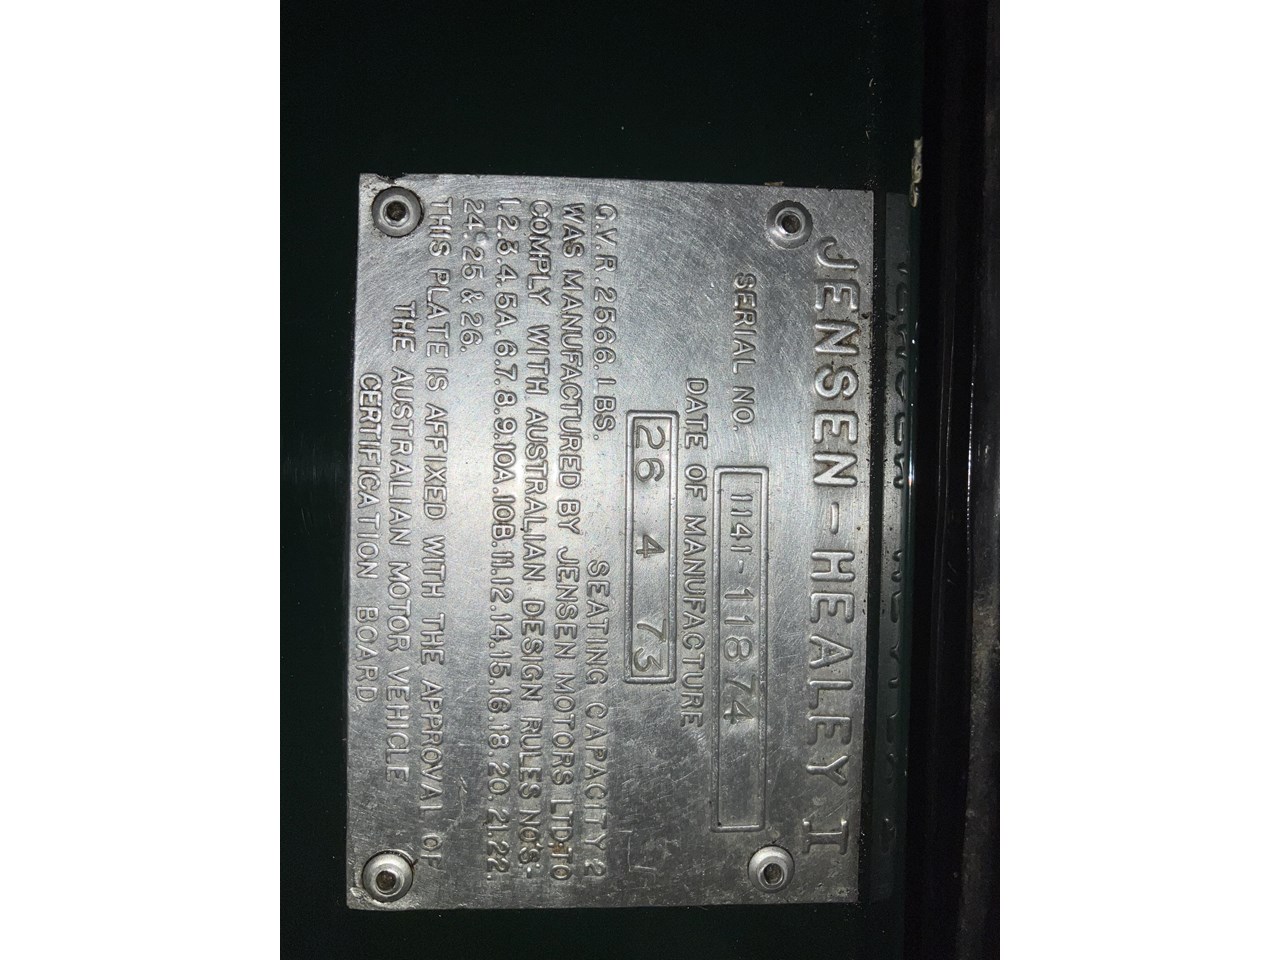 JENSEN-HEALEY I
SERIAL NO. 1141-11874
DATE OF MANUFACTURE
26 4 73
G.V.R. 2566. LBS. SEATING CAPACITY 2
WAS MANUFACTURED BY JENSEN MOTORS LTD. TO
COMPLY WITH AUSTRALIAN DESIGN RULES NO'S.-
1.2.3.4.5A.6.7.8.9.10A.10B.11.12.14.15.16.18.20.21.22.
24.25 & 26.
THIS PLATE IS AFFIXED WITH THE APPROVAL OF
THE AUSTRALIAN MOTOR VEHICLE
CERTIFICATION BOARD